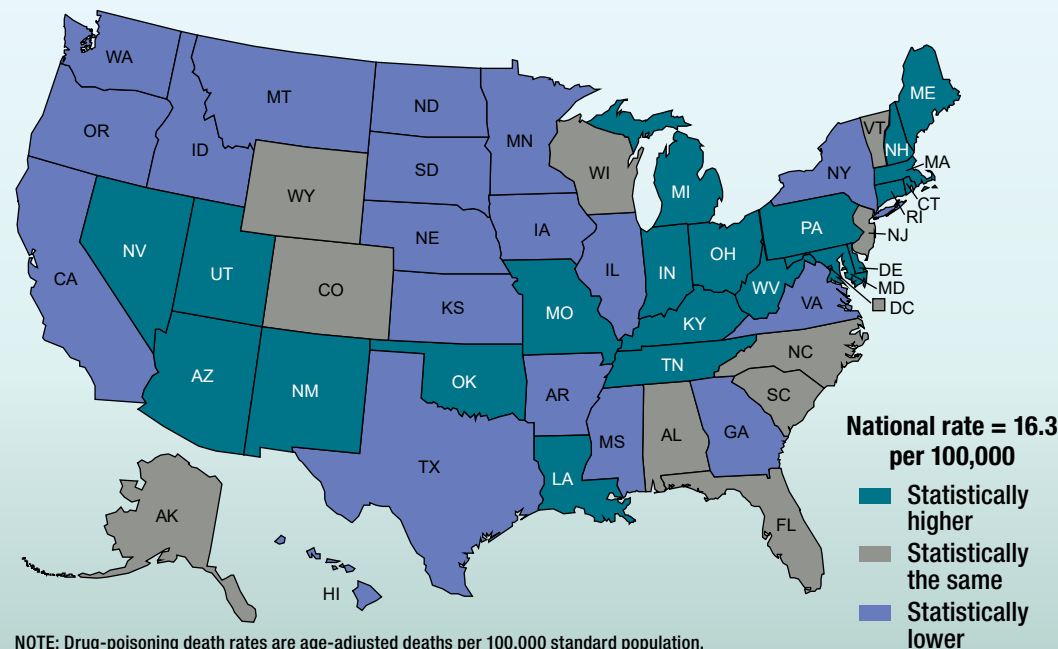 WA
MT
ND
MN
OR
ID
SD
WI
WY
MI
ME
VT
NH
NY
MA
CT
RI
NJ
PA
NE
IA
NV
UT
CO
IL
IN
OH
DE
MD
DC
WV
VA
CA
KS
MO
KY
AZ
NM
OK
TN
NC
AR
SC
MS
AL
GA
TX
LA
FL
AK
HI
National rate = 16.3
per 100,000
Statistically
higher
Statistically
the same
Statistically
lower
NOTE: Drug-poisoning death rates are age-adjusted deaths per 100,000 standard population.